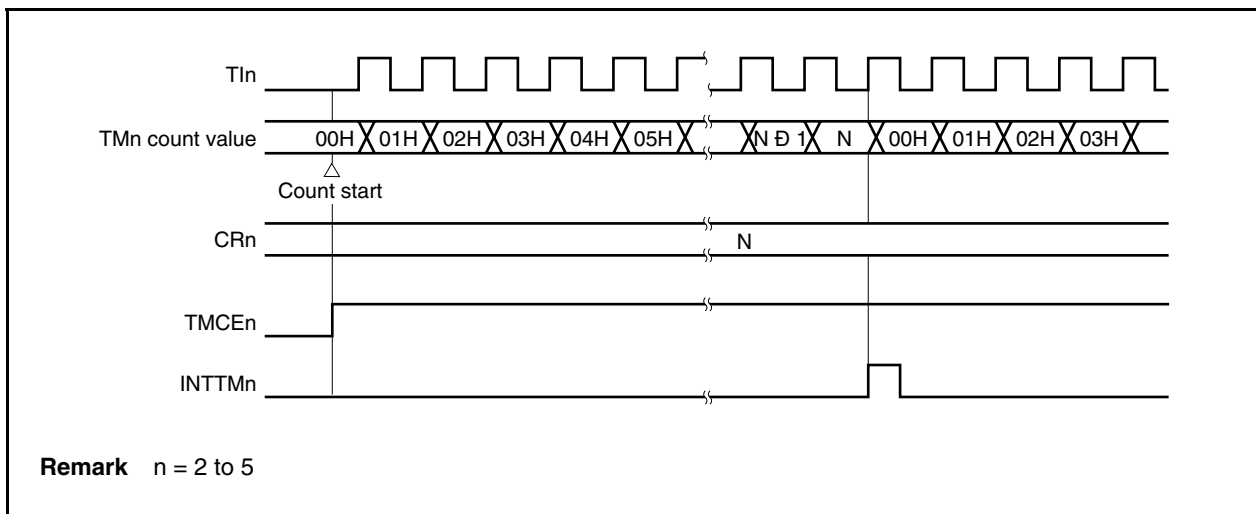 TIn
TMn count value 00H 01H 02H 03H 04H 05H N Ð 1 N 00H 01H 02H 03H
Count start
CRn N
TMCEn
INTTMn
Remark n = 2 to 5